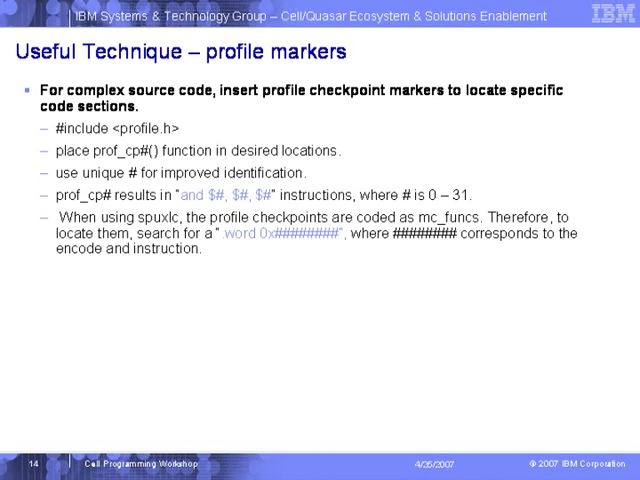 IBM Systems & Technology Group – Cell/Quasar Ecosystem & Solutions Enablement
IBM
Useful Technique – profile markers
For complex source code, insert profile checkpoint markers to locate specific
code sections.
– #include <profile.h>
– place prof_cp#() function in desired locations.
– use unique # for improved identification.
– prof_cp# results in "and $#, $#, $#" instructions, where # is 0 – 31.
– When using spuxlc, the profile checkpoints are coded as mc_funcs. Therefore, to
locate them, search for a ".word 0x########", where ######## corresponds to the
encode and instruction.
14
Cell Programming Workshop
4/26/2007
© 2007 IBM Corporation